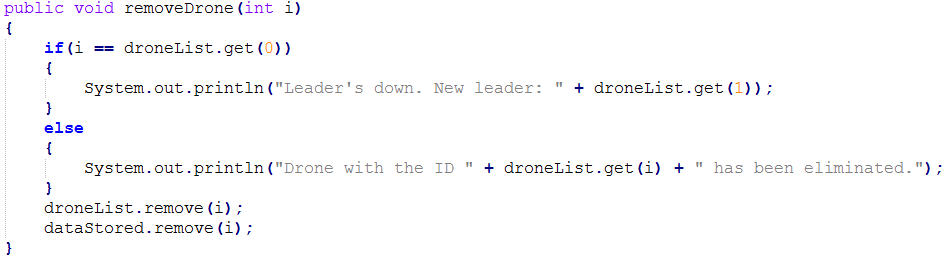 public void removeDrone(int i)
{
    if(i == droneList.get(0))
    {
        System.out.println("Leader's down. New leader: " + droneList.get(1));
    }
    else
    {
        System.out.println("Drone with the ID " + droneList.get(i) + " has been eliminated.");
    }
    droneList.remove(i);
    dataStored.remove(i);
}